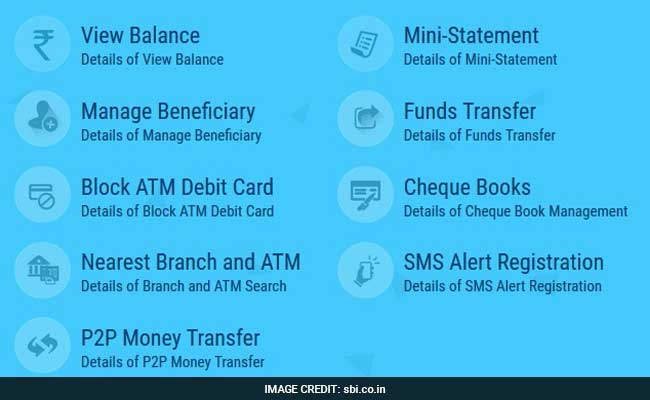 View Balance
Details of View Balance
Mini-Statement
Details of Mini-Statement
Manage Beneficiary
Details of Manage Beneficiary
Funds Transfer
Details of Funds Transfer
Block ATM Debit Card
Details of Block ATM Debit Card
Cheque Books
Details of Cheque Book Management
Nearest Branch and ATM
Details of Branch and ATM Search
SMS Alert Registration
Details of SMS Alert Registration
P2P Money Transfer
Details of P2P Money Transfer
IMAGE CREDIT: sbi.co.in